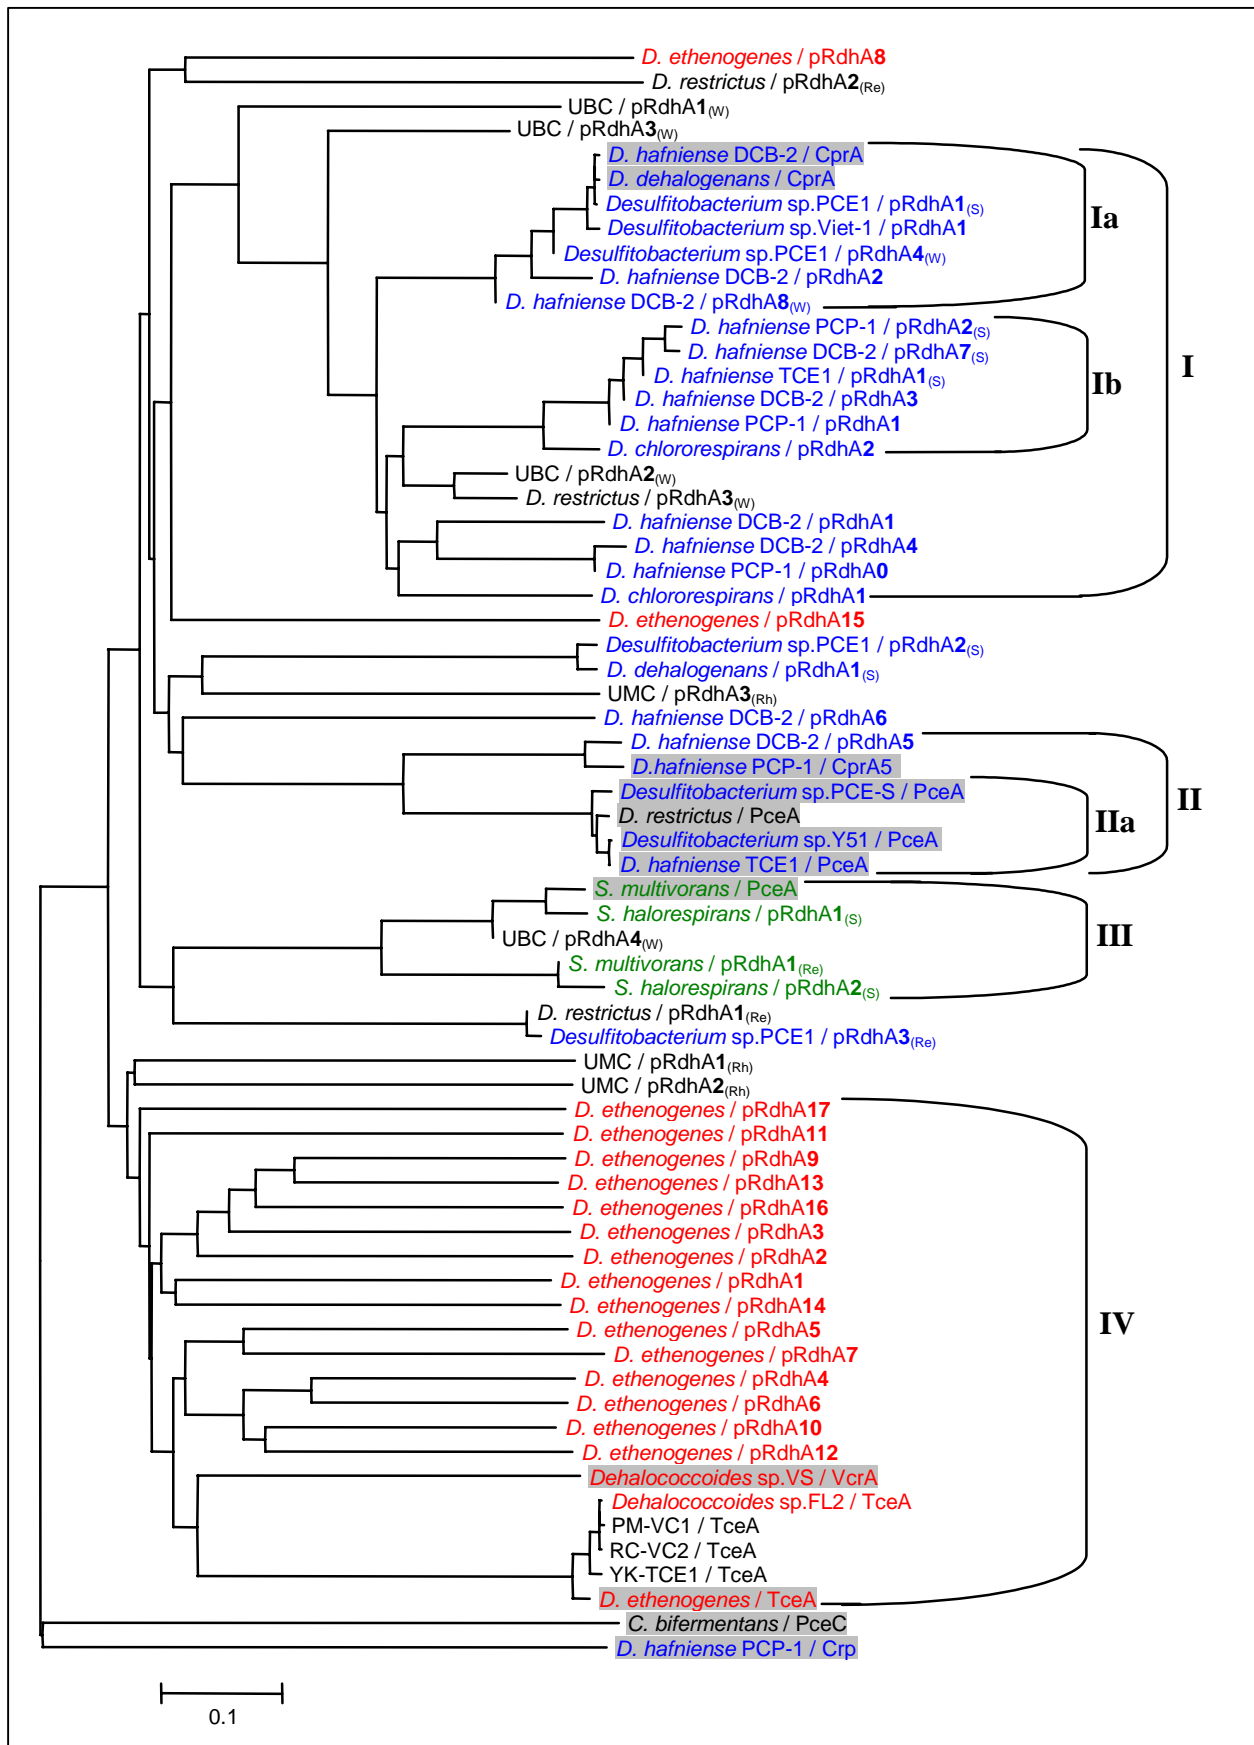 D. ethenogenes / pRdhA8
D. restrictus / pRdhA2(Re)
UBC / pRdhA1(W)
UBC / pRdhA3(W)
D. hafniense DCB-2 / CprA
D. dehalogenans / CprA
Desulfitobacterium sp.PCE1 / pRdhA1(S)
Ia
Desulfitobacterium sp.Viet-1 / pRdhA1
Desulfitobacterium sp.PCE1 / pRdhA4(W)
D. hafniense DCB-2 / pRdhA2
D. hafniense DCB-2 / pRdhA8(W)
D. hafniense PCP-1 / pRdhA2(S)
D. hafniense DCB-2 / pRdhA7(S)
I
D. hafniense TCE1 / pRdhA1(S)
Ib
D. hafniense DCB-2 / pRdhA3
D. hafniense PCP-1 / pRdhA1
D. chlororespirans / pRdhA2
UBC / pRdhA2(W)
D. restrictus / pRdhA3(W)
D. hafniense DCB-2 / pRdhA1
D. hafniense DCB-2 / pRdhA4
D. hafniense PCP-1 / pRdhA0
D. chlororespirans / pRdhA1
D. ethenogenes / pRdhA15
Desulfitobacterium sp.PCE1 / pRdhA2(S)
D. dehalogenans / pRdhA1(S)
UMC / pRdhA3(Rh)
D. hafniense DCB-2 / pRdhA6
D. hafniense DCB-2 / pRdhA5
D.hafniense PCP-1 / CprA5
Desulfitobacterium sp.PCE-S / PceA
II
D. restrictus / PceA
IIa
Desulfitobacterium sp.Y51 / PceA
D. hafniense TCE1 / PceA
S. multivorans / PceA
S. halorespirans / pRdhA1(S)
III
UBC / pRdhA4(W)
S. multivorans / pRdhA1(Re)
S. halorespirans / pRdhA2(S)
D. restrictus / pRdhA1(Re)
Desulfitobacterium sp.PCE1 / pRdhA3(Re)
UMC / pRdhA1(Rh)
UMC / pRdhA2(Rh)
D. ethenogenes / pRdhA17
D. ethenogenes / pRdhA11
D. ethenogenes / pRdhA9
D. ethenogenes / pRdhA13
D. ethenogenes / pRdhA16
D. ethenogenes / pRdhA3
D. ethenogenes / pRdhA2
D. ethenogenes / pRdhA1
D. ethenogenes / pRdhA14
IV
D. ethenogenes / pRdhA5
D. ethenogenes / pRdhA7
D. ethenogenes / pRdhA4
D. ethenogenes / pRdhA6
D. ethenogenes / pRdhA10
D. ethenogenes / pRdhA12
Dehalococcoides sp.VS / VcrA
Dehalococcoides sp.FL2 / TceA
PM-VC1 / TceA
RC-VC2 / TceA
YK-TCE1 / TceA
D. ethenogenes / TceA
C. bifermentans / PceC
D. hafniense PCP-1 / Crp
0.1